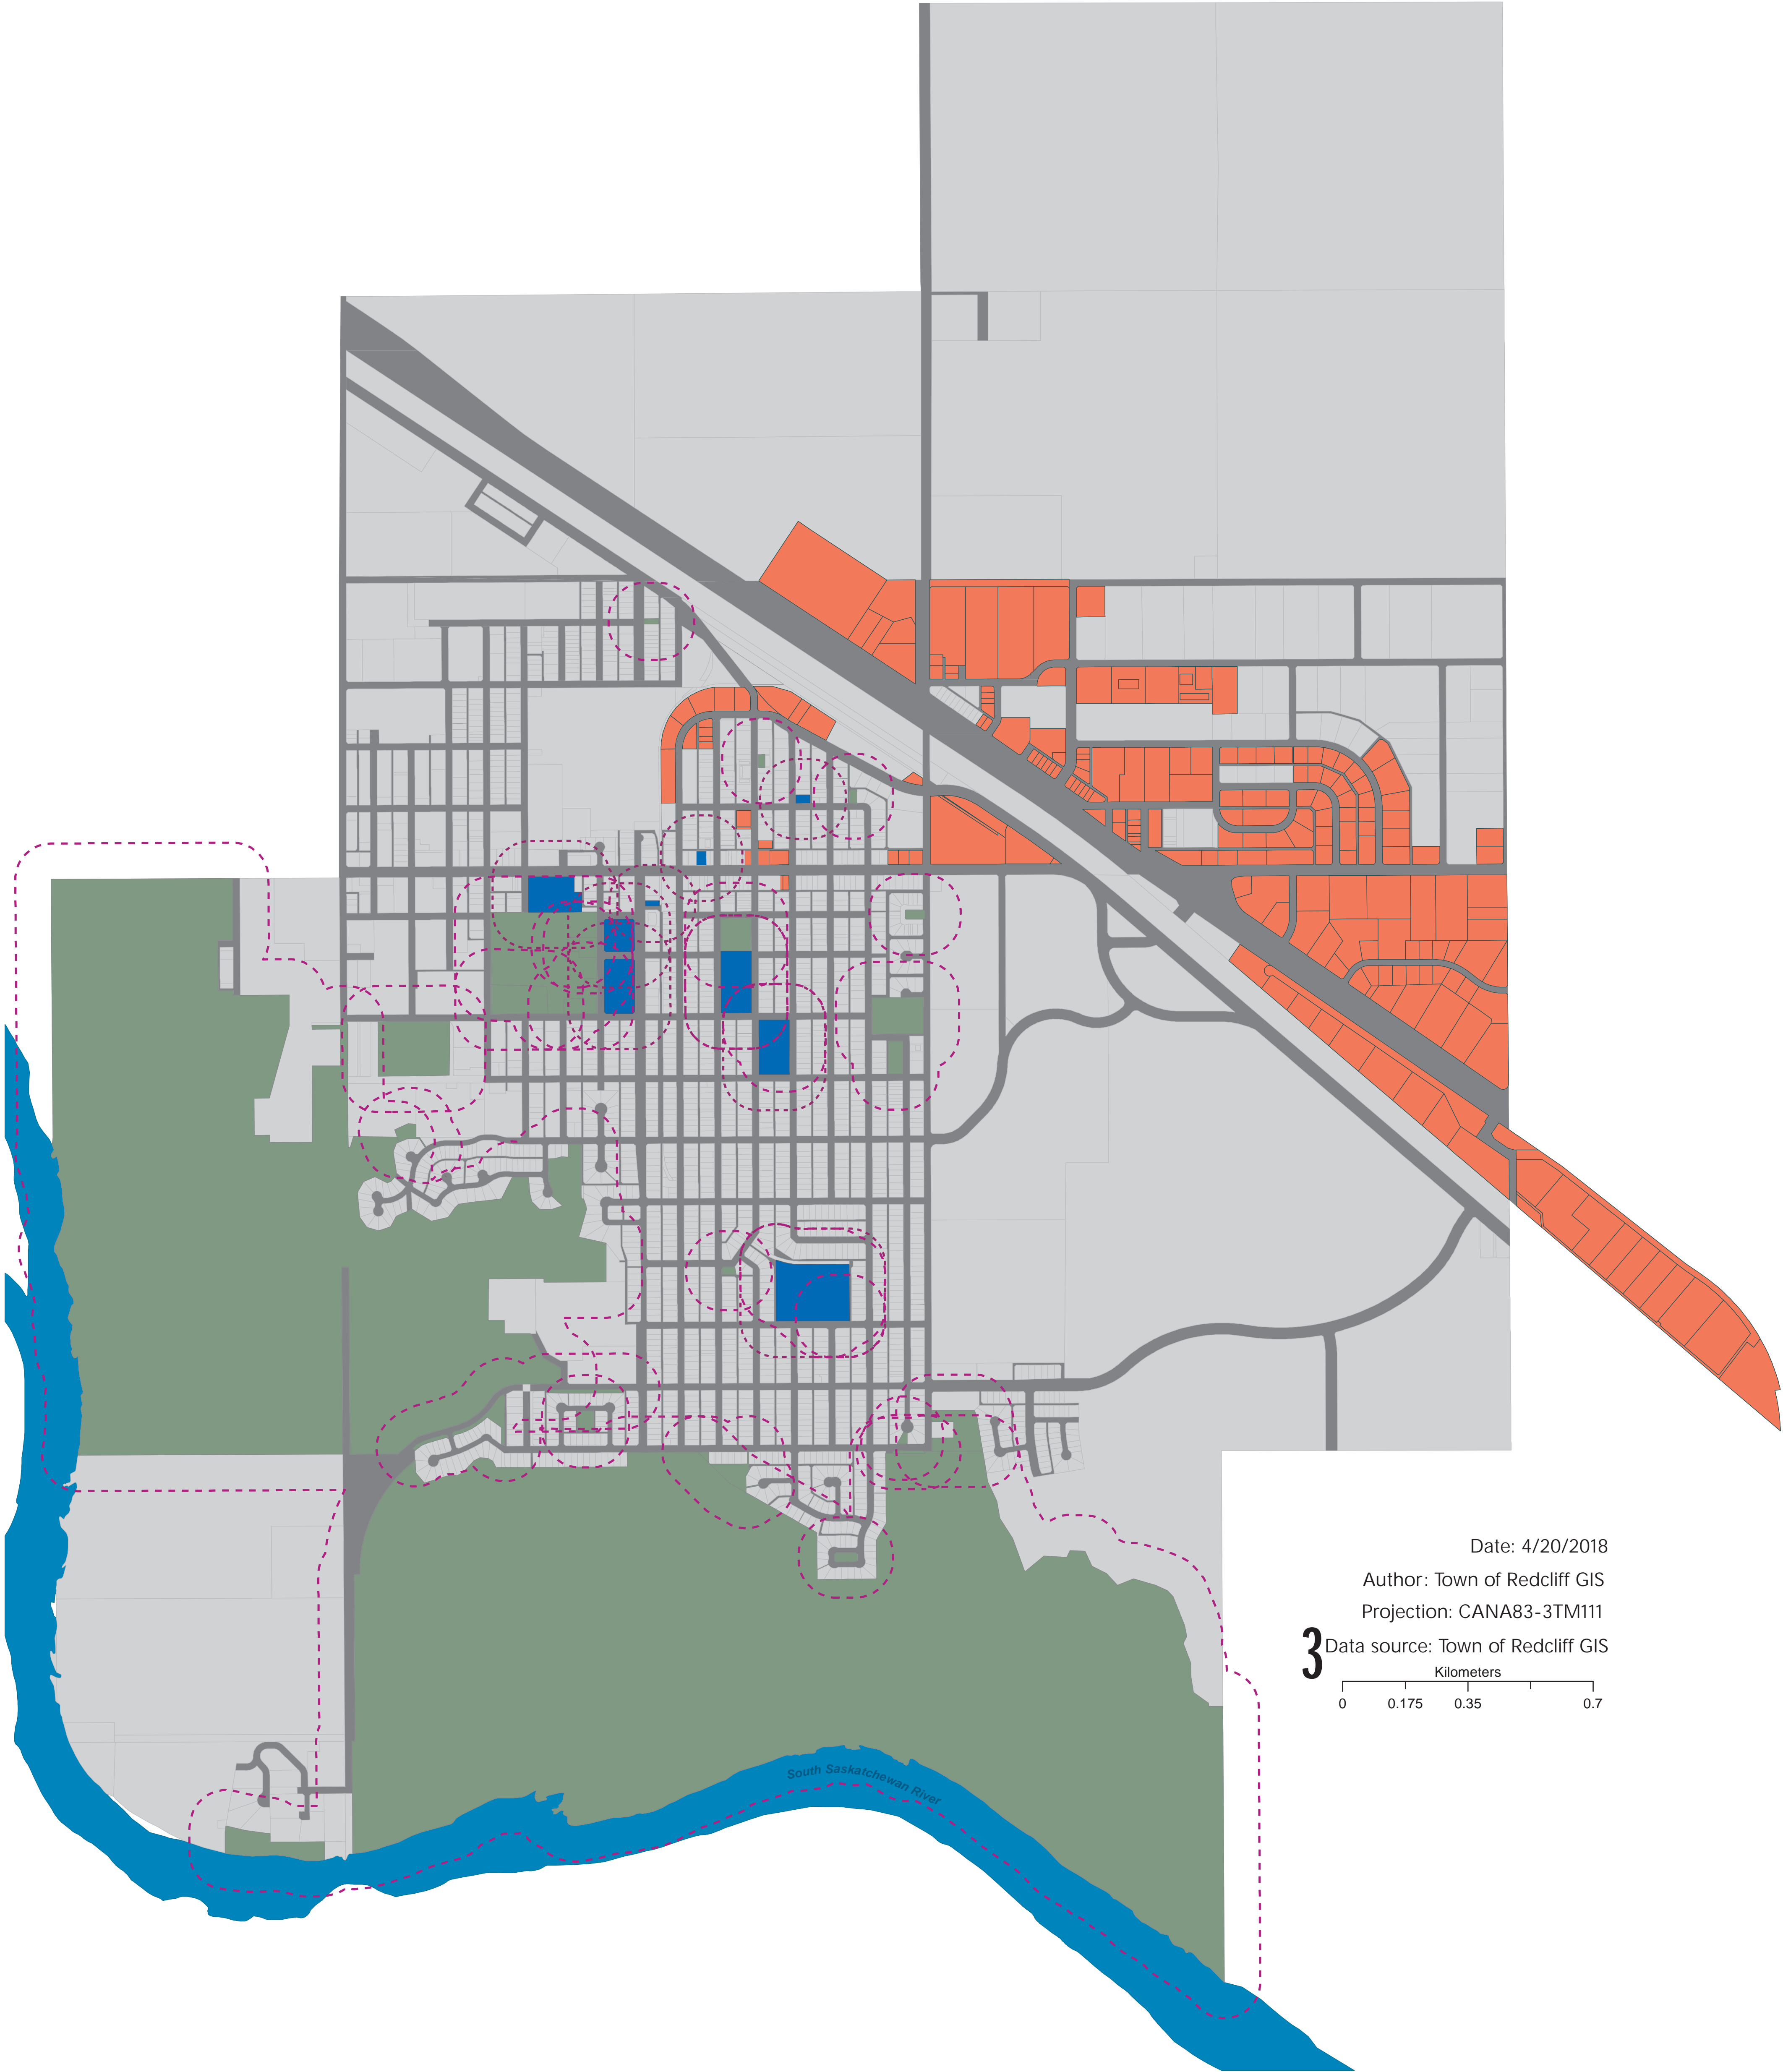 Date: 4/20/2018
Author: Town of Redcliff GIS
Projection: CANA83-3TM111
3
Data source: Town of Redcliff GIS
Kilometers
0 0.175 0.35 0.7
South Saskatchewan River